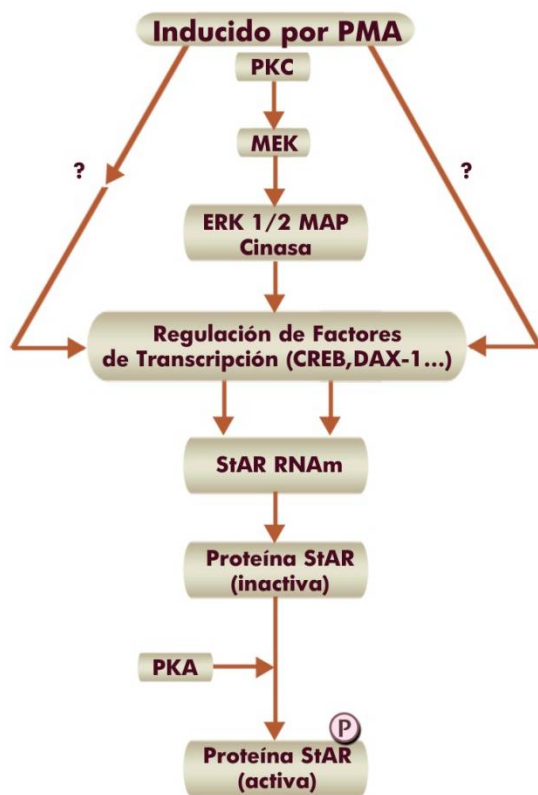 Inducido por PMA
PKC
MEK
?
?
ERK 1/2 MAP
Cinasa
Regulación de Factores
de Transcripción (CREB,DAX-1...)
StAR RNAm
Proteína StAR
(inactiva)
PKA
P
Proteína StAR
(activa)